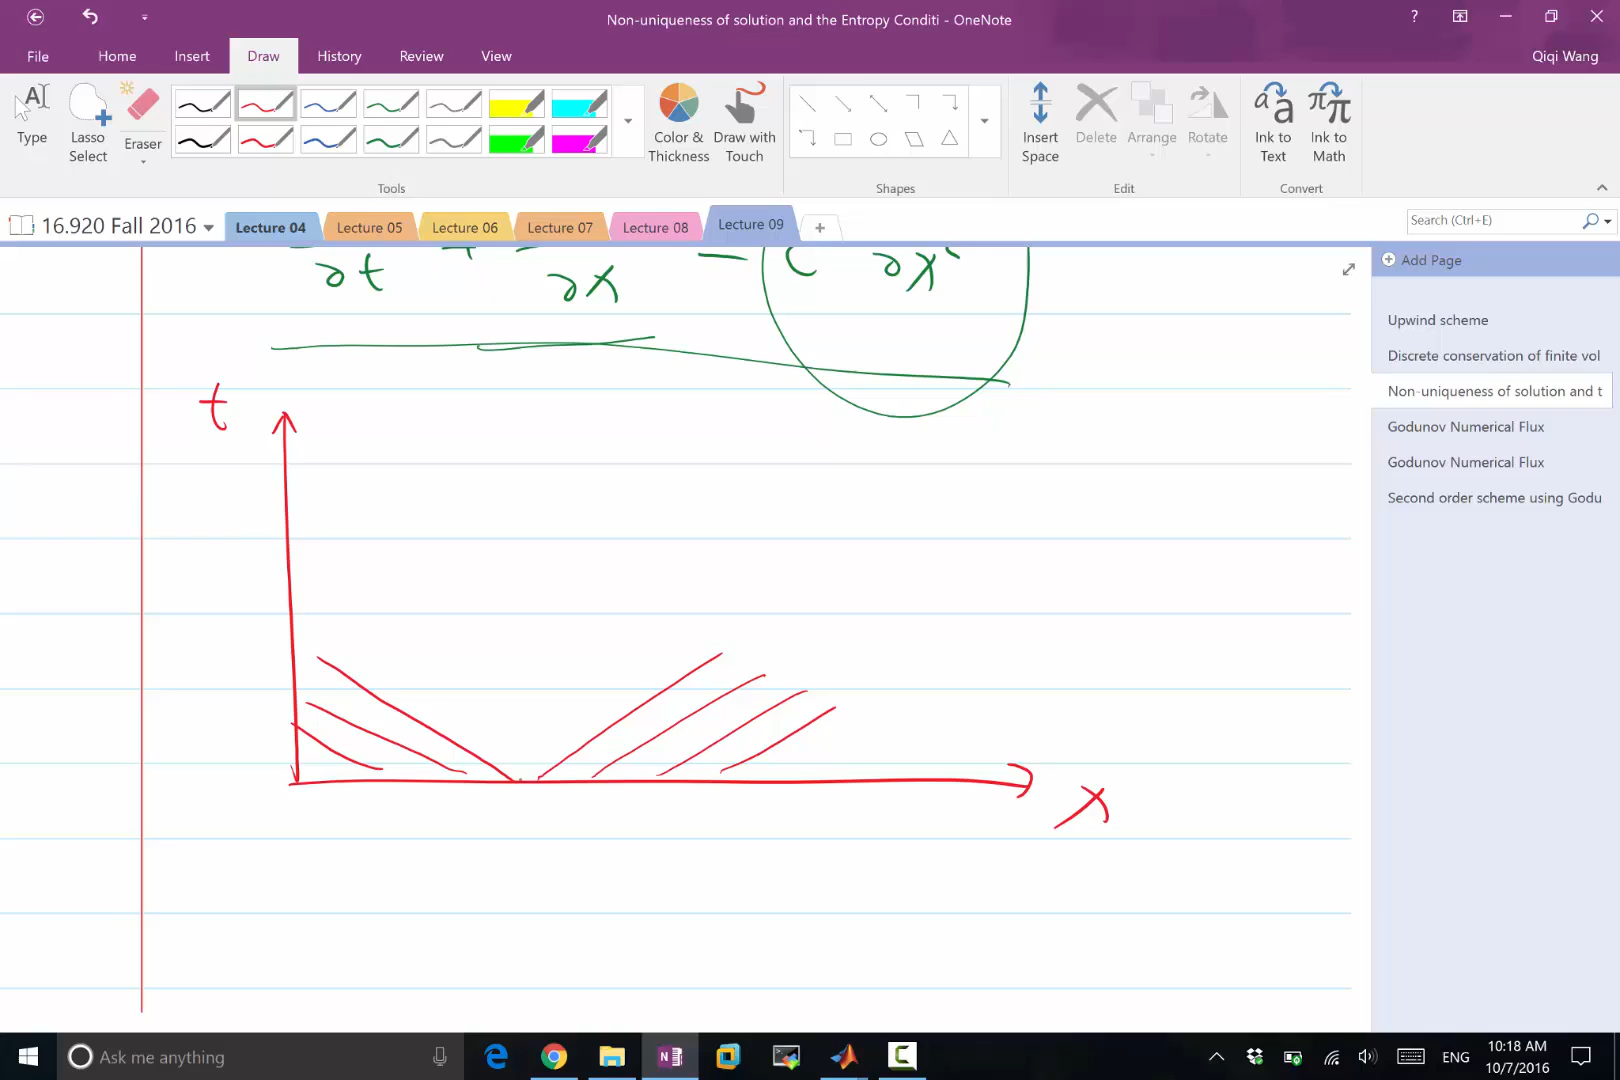 Non-uniqueness of solution and the Entropy Conditi - OneNote
?
File Home Insert Draw History Review View
Qiqi Wang
Type
Lasso Select
Eraser
Color & Thickness
Draw with Touch
Insert Space
Delete
Arrange
Rotate
Ink to Text
Ink to Math
Tools Shapes Edit Convert
16.920 Fall 2016
Lecture 04 Lecture 05 Lecture 06 Lecture 07 Lecture 08 Lecture 09 +
Search (Ctrl+E)
Add Page
Upwind scheme
Discrete conservation of finite vol
Non-uniqueness of solution and t
Godunov Numerical Flux
Godunov Numerical Flux
Second order scheme using Godu
∂t + ∂x = ∂x²
t
x
Ask me anything
ENG
10:18 AM
10/7/2016